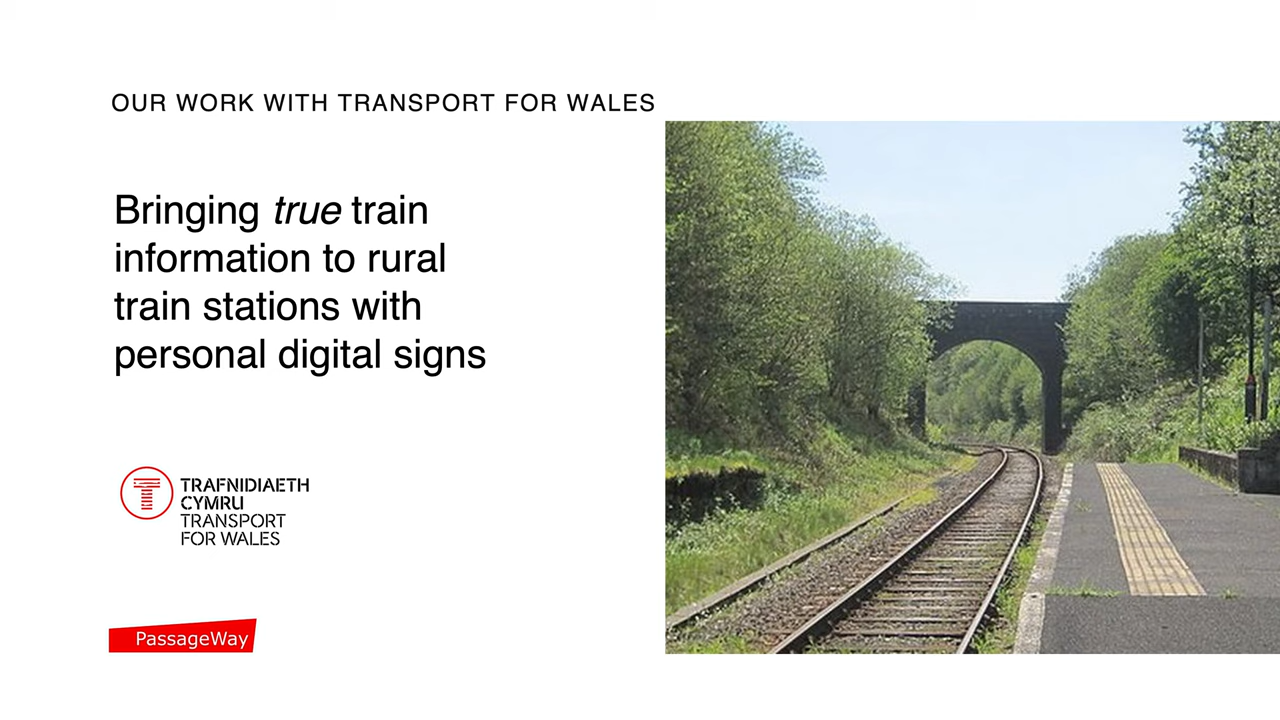 OUR WORK WITH TRANSPORT FOR WALES
Bringing true train
information to rural
train stations with
personal digital signs
TRAFNIDIAETH
CYMRU
TRANSPORT
FOR WALES
PassageWay